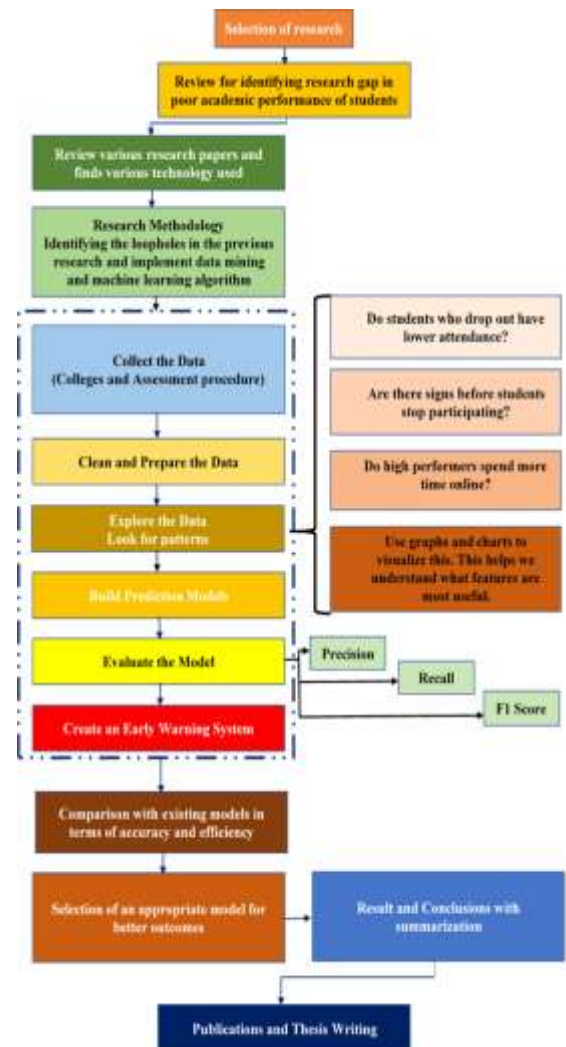 Selection of research
Review for identifying research gap in
poor academic performance of students
Review various research papers and
finds various technology used
Research Methodology
Identifying the loopholes in the previous
research and implement data mining
and machine learning algorithm
Collect the Data
(Colleges and Assessment procedure)
Clean and Prepare the Data
Explore the Data
Look for patterns
Build Prediction Models
Evaluate the Model
Create an Early Warning System
Do students who drop out have
lower attendance?
Are there signs before students
stop participating?
Do high performers spend more
time online?
Use graphs and charts to
visualize this. This helps we
understand what features are
most useful.
Precision
Recall
F1 Score
Comparison with existing models in
terms of accuracy and efficiency
Selection of an appropriate model for
better outcomes
Result and Conclusions with
summarization
Publications and Thesis Writing